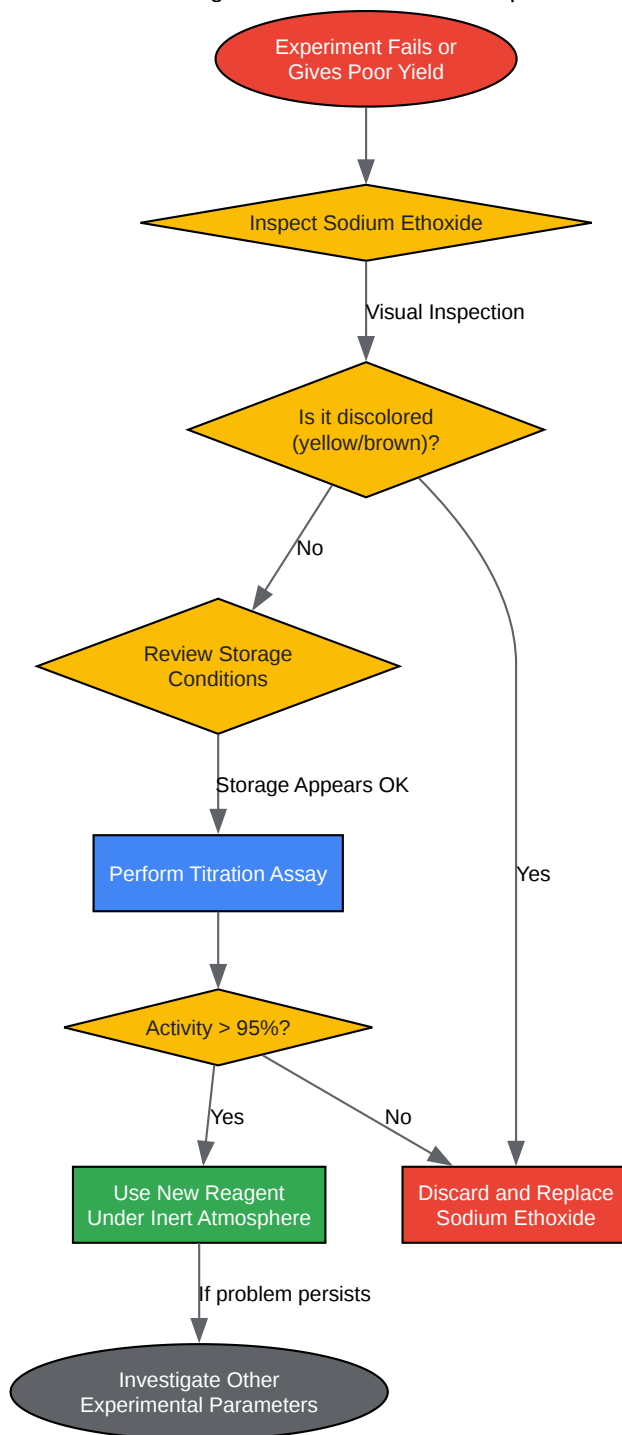 Experiment Fails or
Gives Poor Yield
Inspect Sodium Ethoxide
Visual Inspection
Is it discolored
(yellow/brown)?
No
Review Storage
Conditions
Storage Appears OK
Perform Titration Assay
Yes
Activity > 95%?
Yes
No
Use New Reagent
Under Inert Atmosphere
Discard and Replace
Sodium Ethoxide
If problem persists
Investigate Other
Experimental Parameters